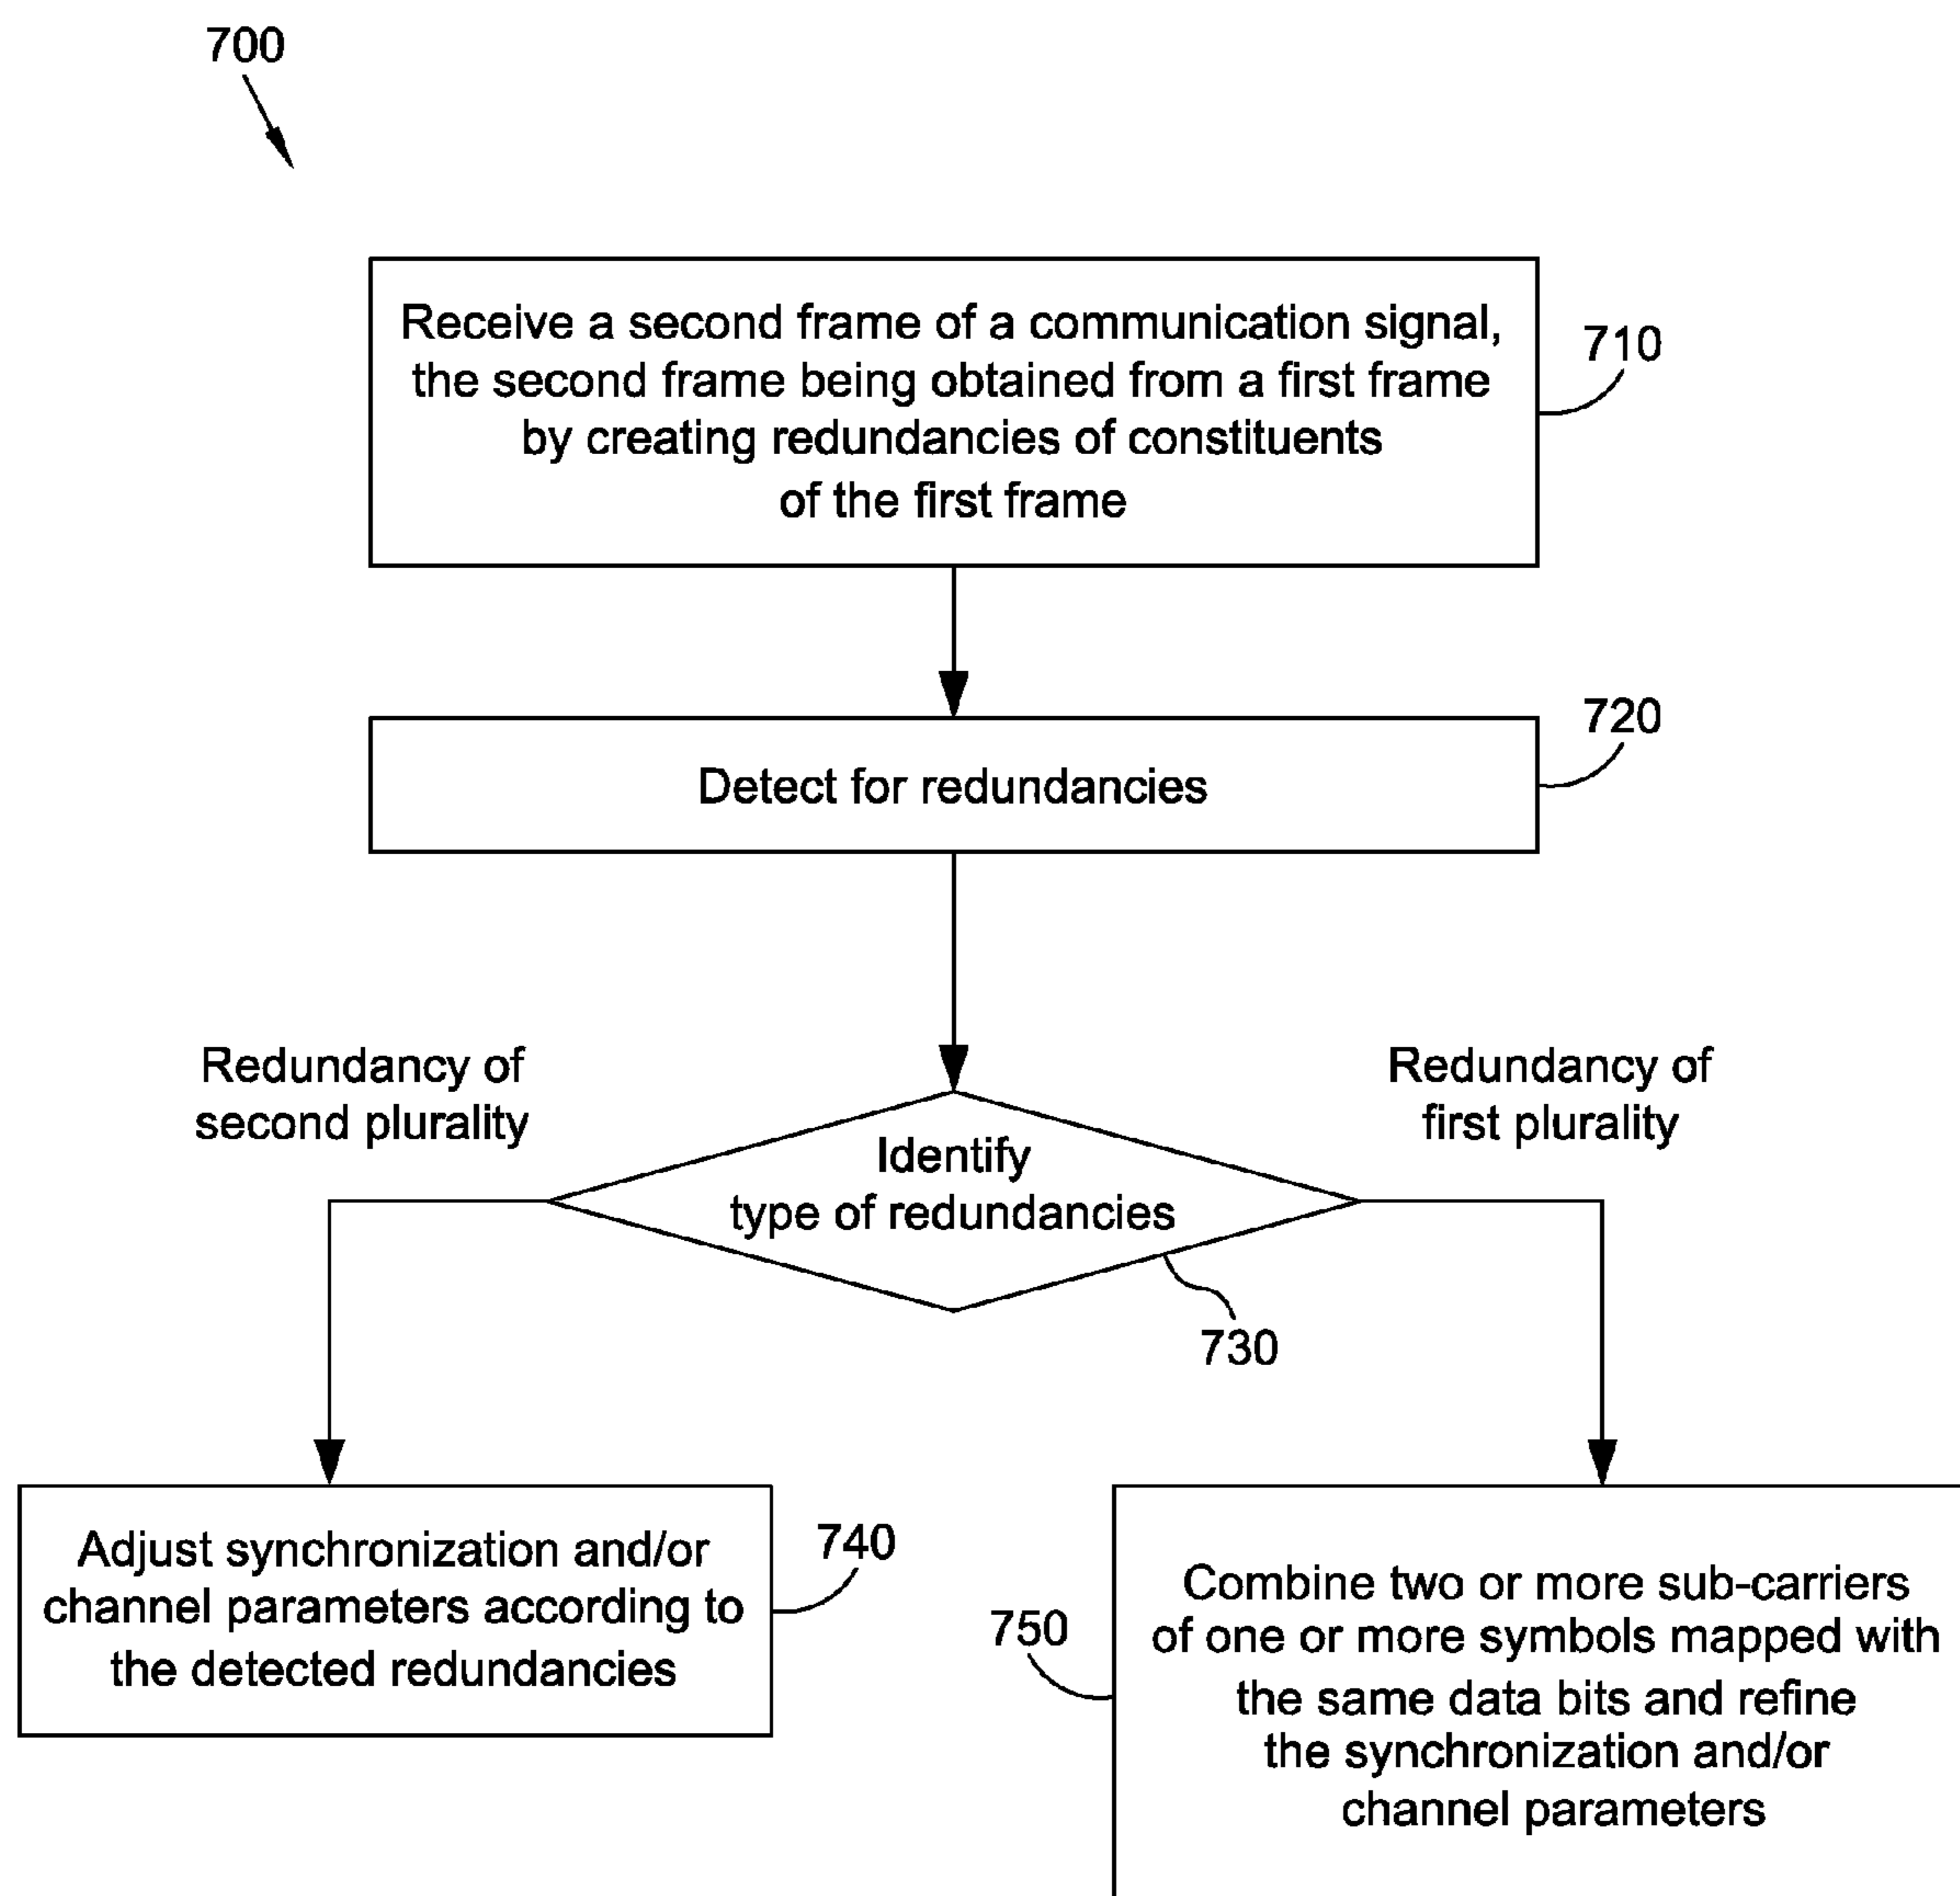 700
Receive a second frame of a communication signal,
the second frame being obtained from a first frame
by creating redundancies of constituents
of the first frame
710
Detect for redundancies
720
Redundancy of
second plurality
Redundancy of
first plurality
Identify
type of redundancies
730
Adjust synchronization and/or
channel parameters according to
the detected redundancies
740
750
Combine two or more sub-carriers
of one or more symbols mapped with
the same data bits and refine
the synchronization and/or
channel parameters